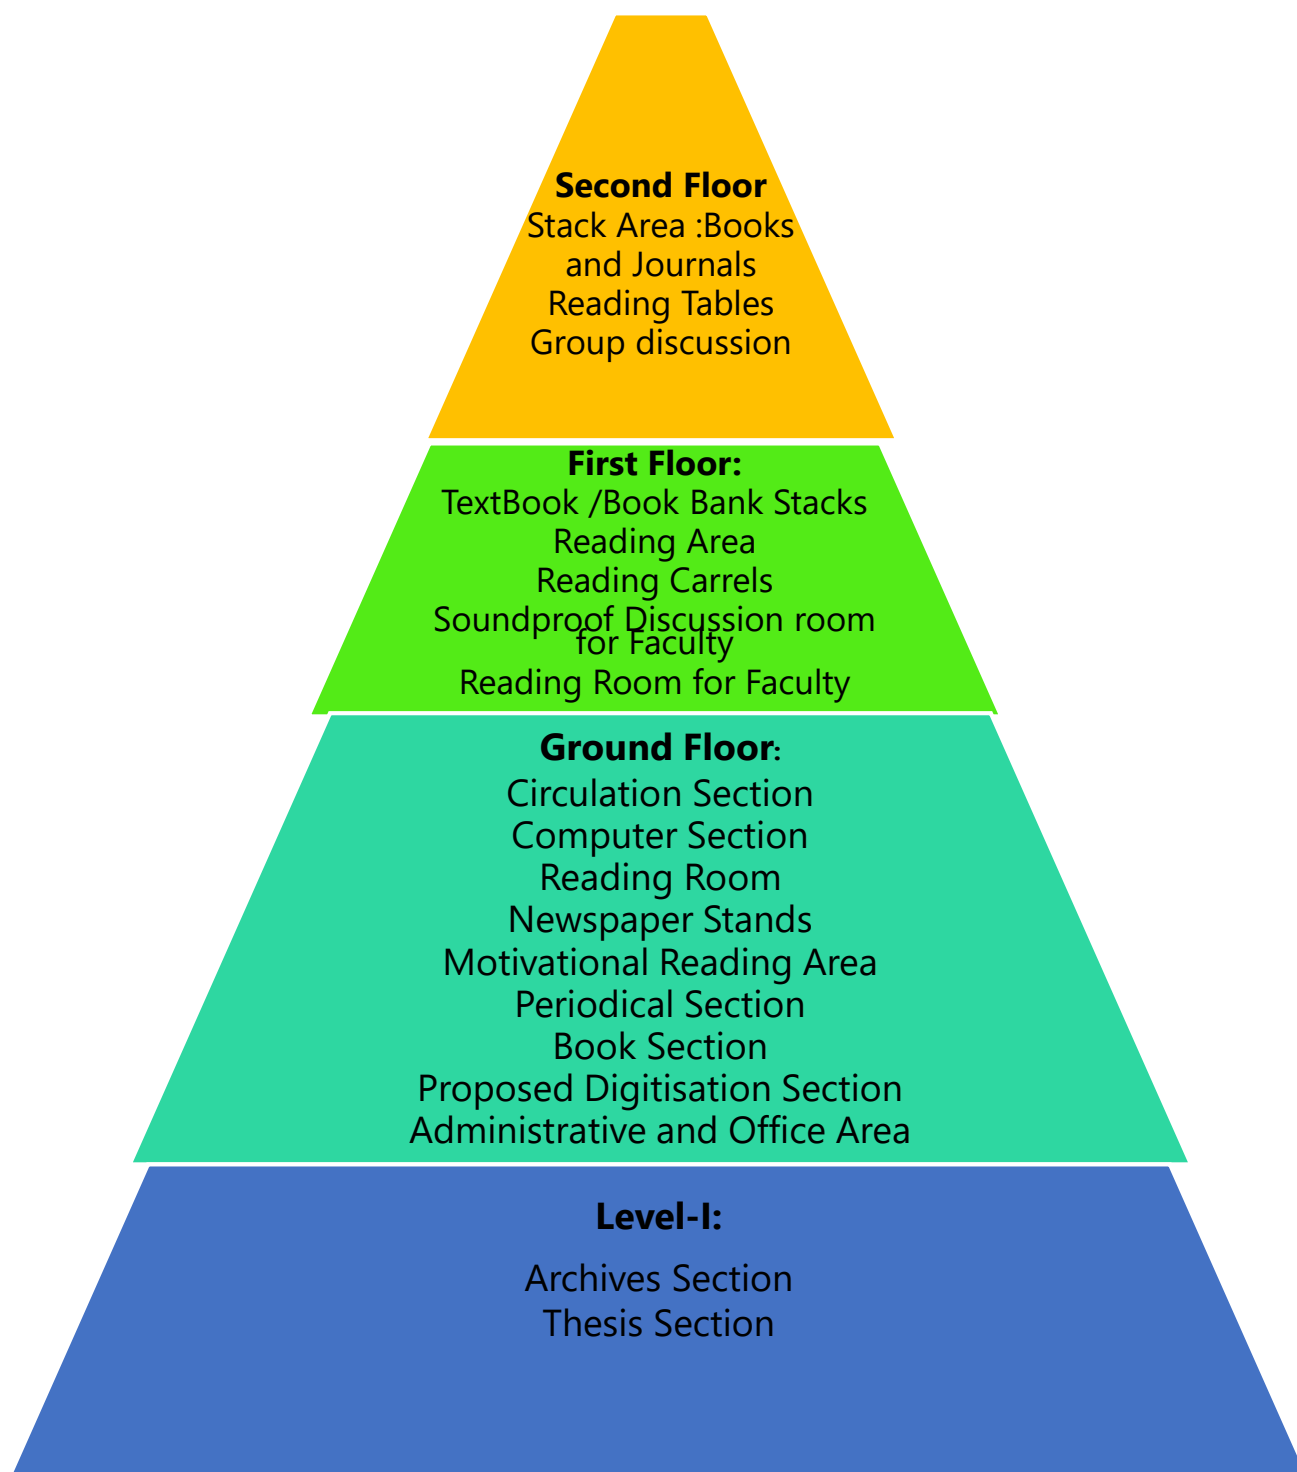 Second Floor
Stack Area :Books
and Journals
Reading Tables
Group discussion
First Floor:
TextBook /Book Bank Stacks
Reading Area
Reading Carrels
Soundproof Discussion room
for Faculty
Reading Room for Faculty
Ground Floor:
Circulation Section
Computer Section
Reading Room
Newspaper Stands
Motivational Reading Area
Periodical Section
Book Section
Proposed Digitisation Section
Administrative and Office Area
Level-I:
Archives Section
Thesis Section